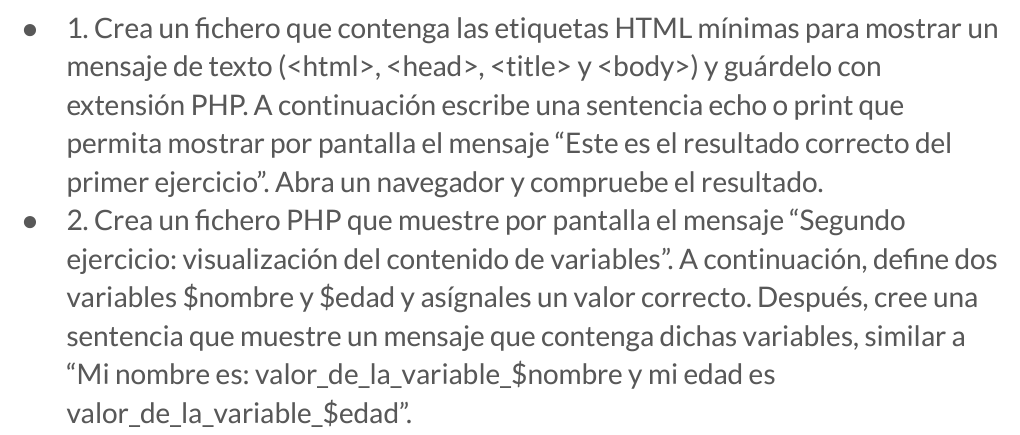 ● 1. Crea un fichero que contenga las etiquetas HTML mínimas para mostrar un
mensaje de texto (<html>, <head>, <title> y <body>) y guárdelo con
extensión PHP. A continuación escribe una sentencia echo o print que
permita mostrar por pantalla el mensaje “Este es el resultado correcto del
primer ejercicio”. Abra un navegador y compruebe el resultado.
● 2. Crea un fichero PHP que muestre por pantalla el mensaje “Segundo
ejercicio: visualización del contenido de variables”. A continuación, define dos
variables $nombre y $edad y asígnales un valor correcto. Después, cree una
sentencia que muestre un mensaje que contenga dichas variables, similar a
“Mi nombre es: valor_de_la_variable_$nombre y mi edad es
valor_de_la_variable_$edad”.